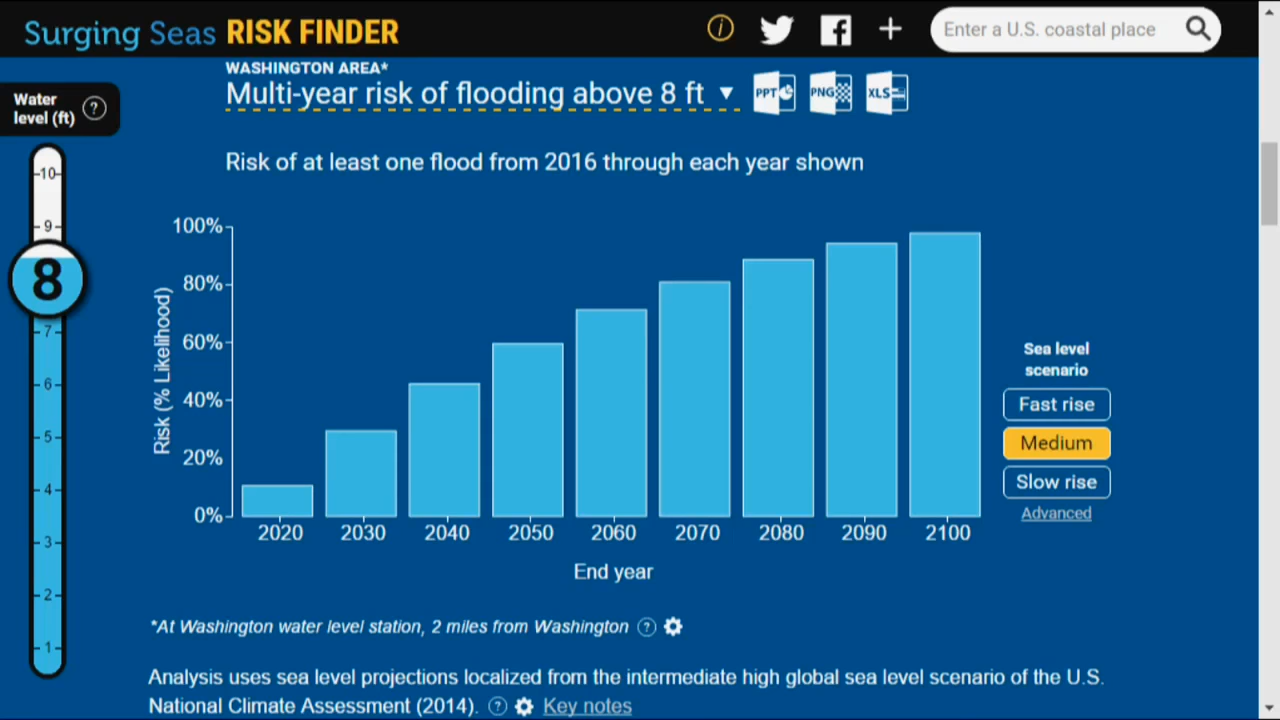 Surging Seas RISK FINDER
i
Enter a U.S. coastal place
WASHINGTON AREA*
Multi-year risk of flooding above 8 ft
PPT
PNG
XLS
Water
level (ft)
?
Risk of at least one flood from 2016 through each year shown
10
9
8
7
6
5
4
3
2
1
Risk (% Likelihood)
100%
80%
60%
40%
20%
0%
2020 2030 2040 2050 2060 2070 2080 2090 2100
End year
Sea level
scenario
Fast rise
Medium
Slow rise
Advanced
*At Washington water level station, 2 miles from Washington ?
Analysis uses sea level projections localized from the intermediate high global sea level scenario of the U.S.
National Climate Assessment (2014). ? Key notes